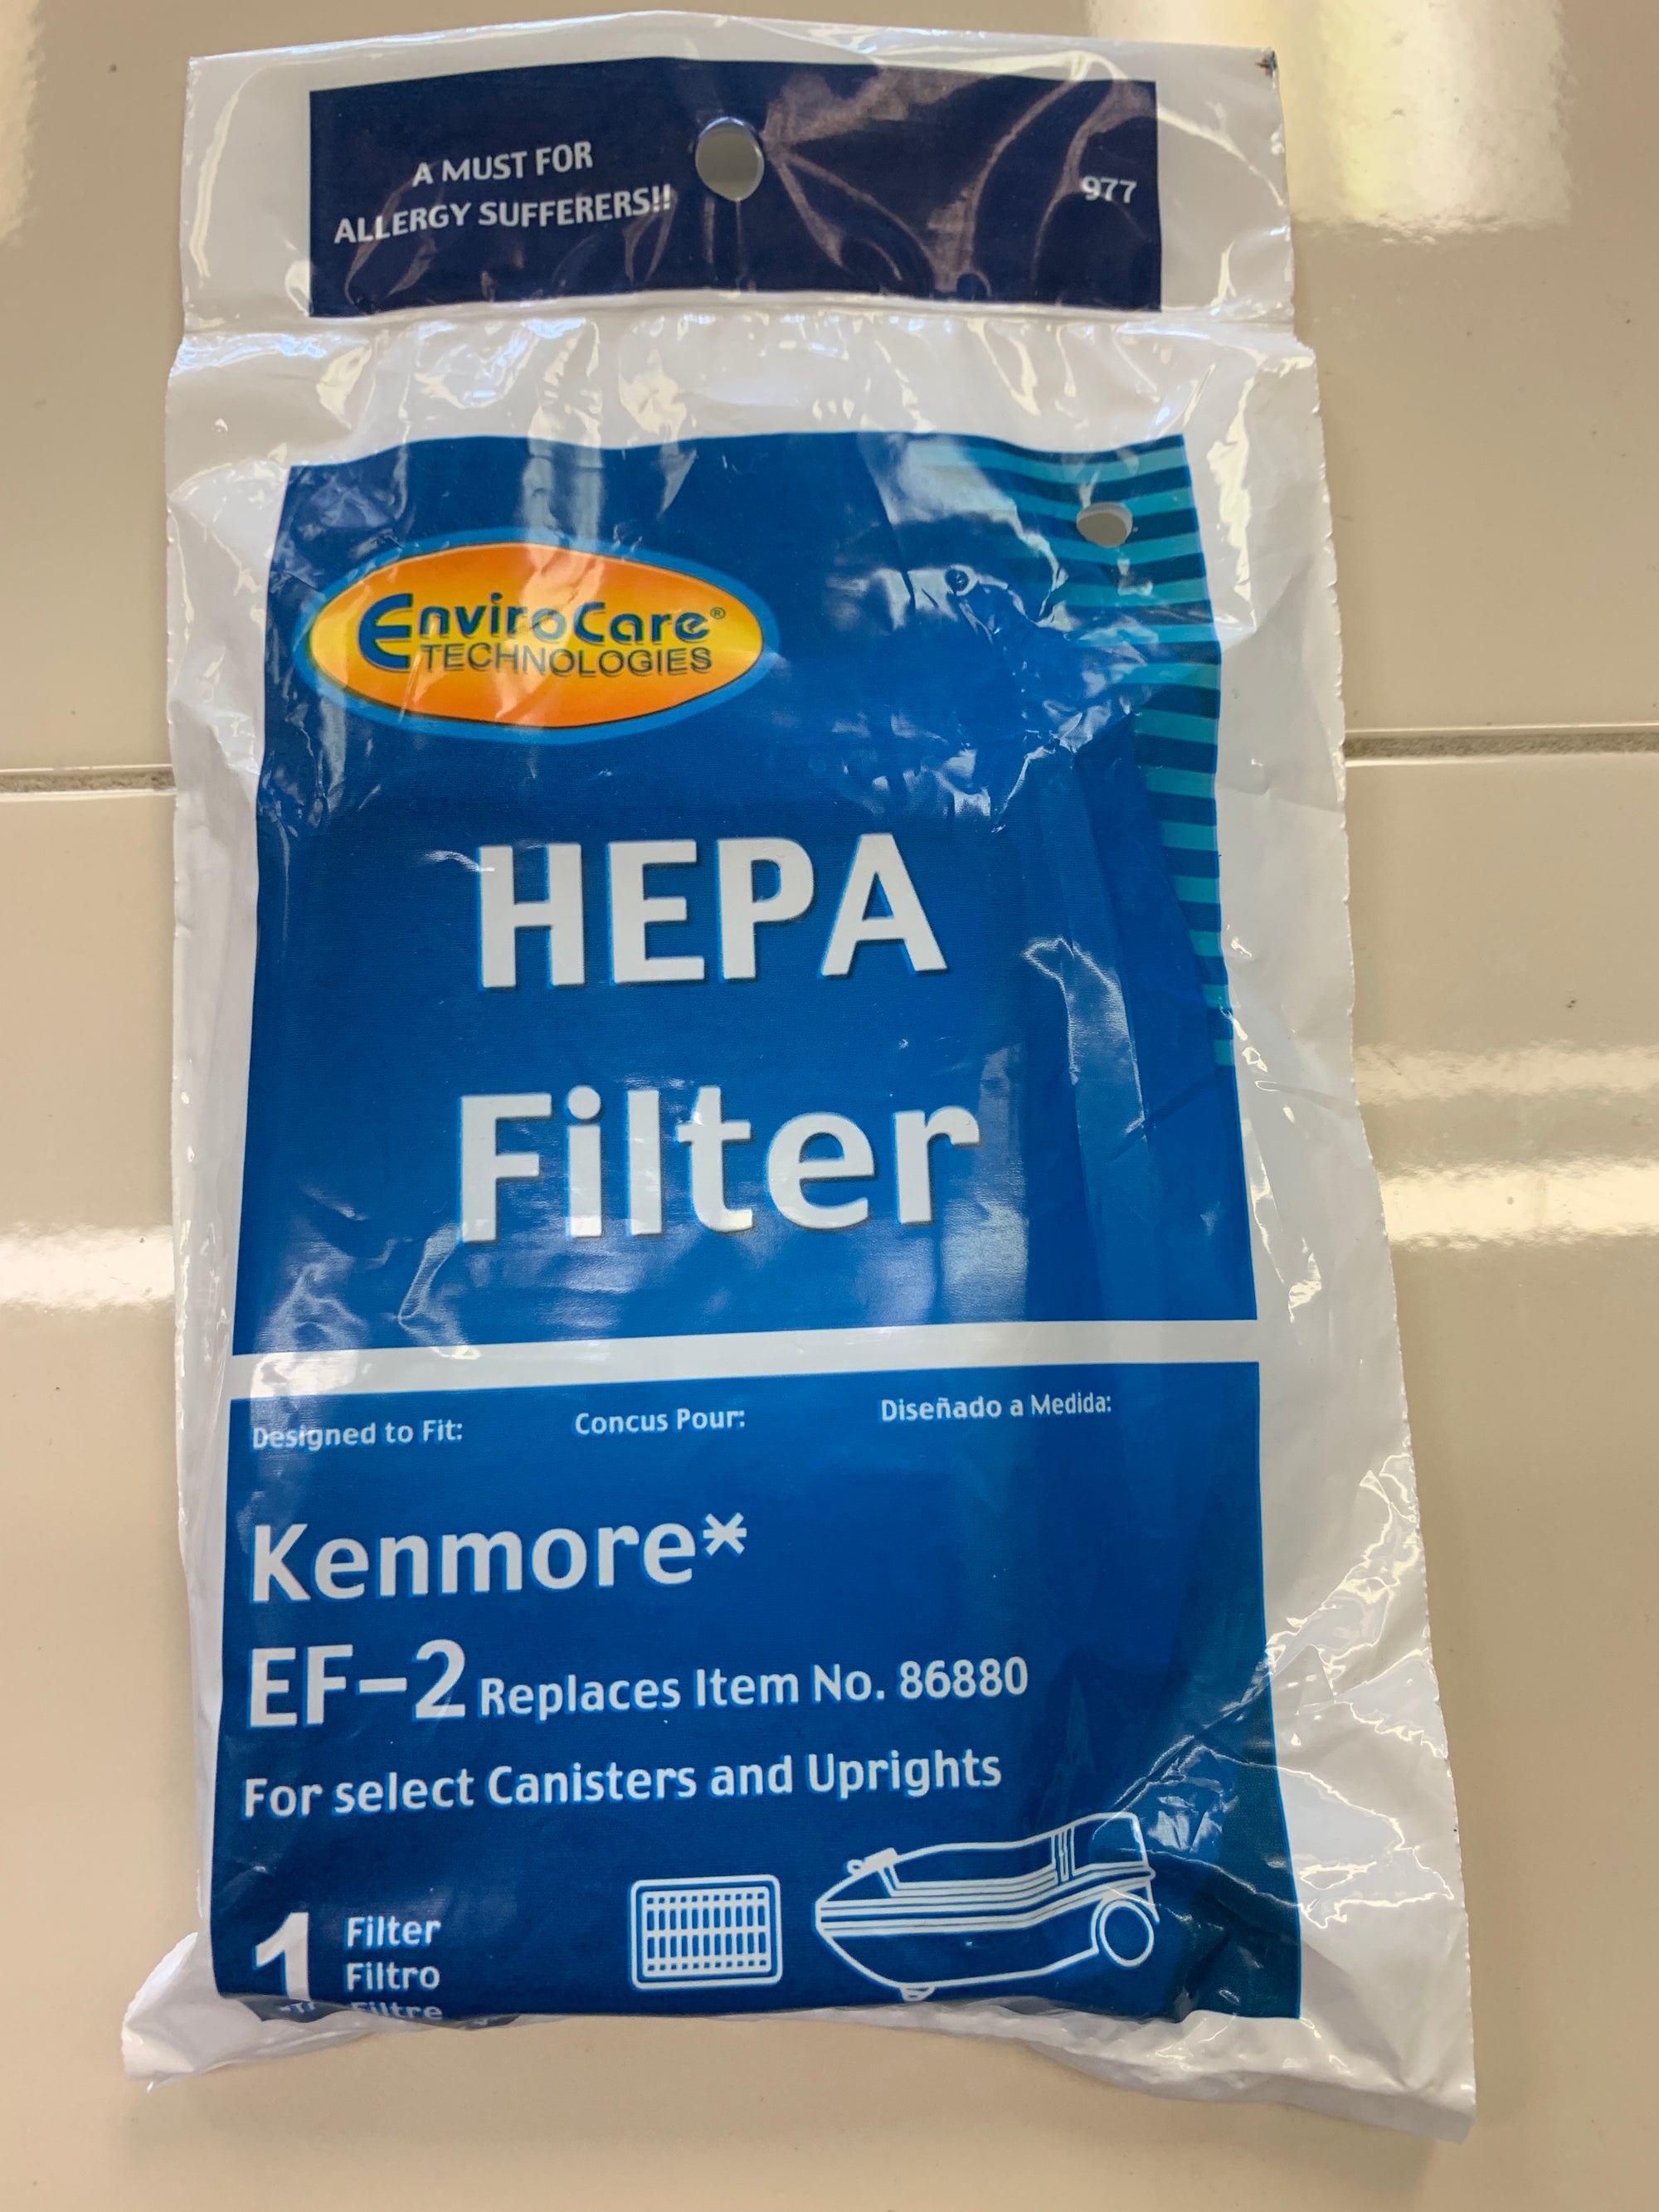 A MUST FOR
ALLERGY SUFFERERS!!
977
EnviroCare®
TECHNOLOGIES
HEPA
Filter
Designed to Fit: Concus Pour: Diseñado a Medida:
Kenmore*
EF-2 Replaces Item No. 86880
For select Canisters and Uprights
1 Filter
Filtro
Filtre